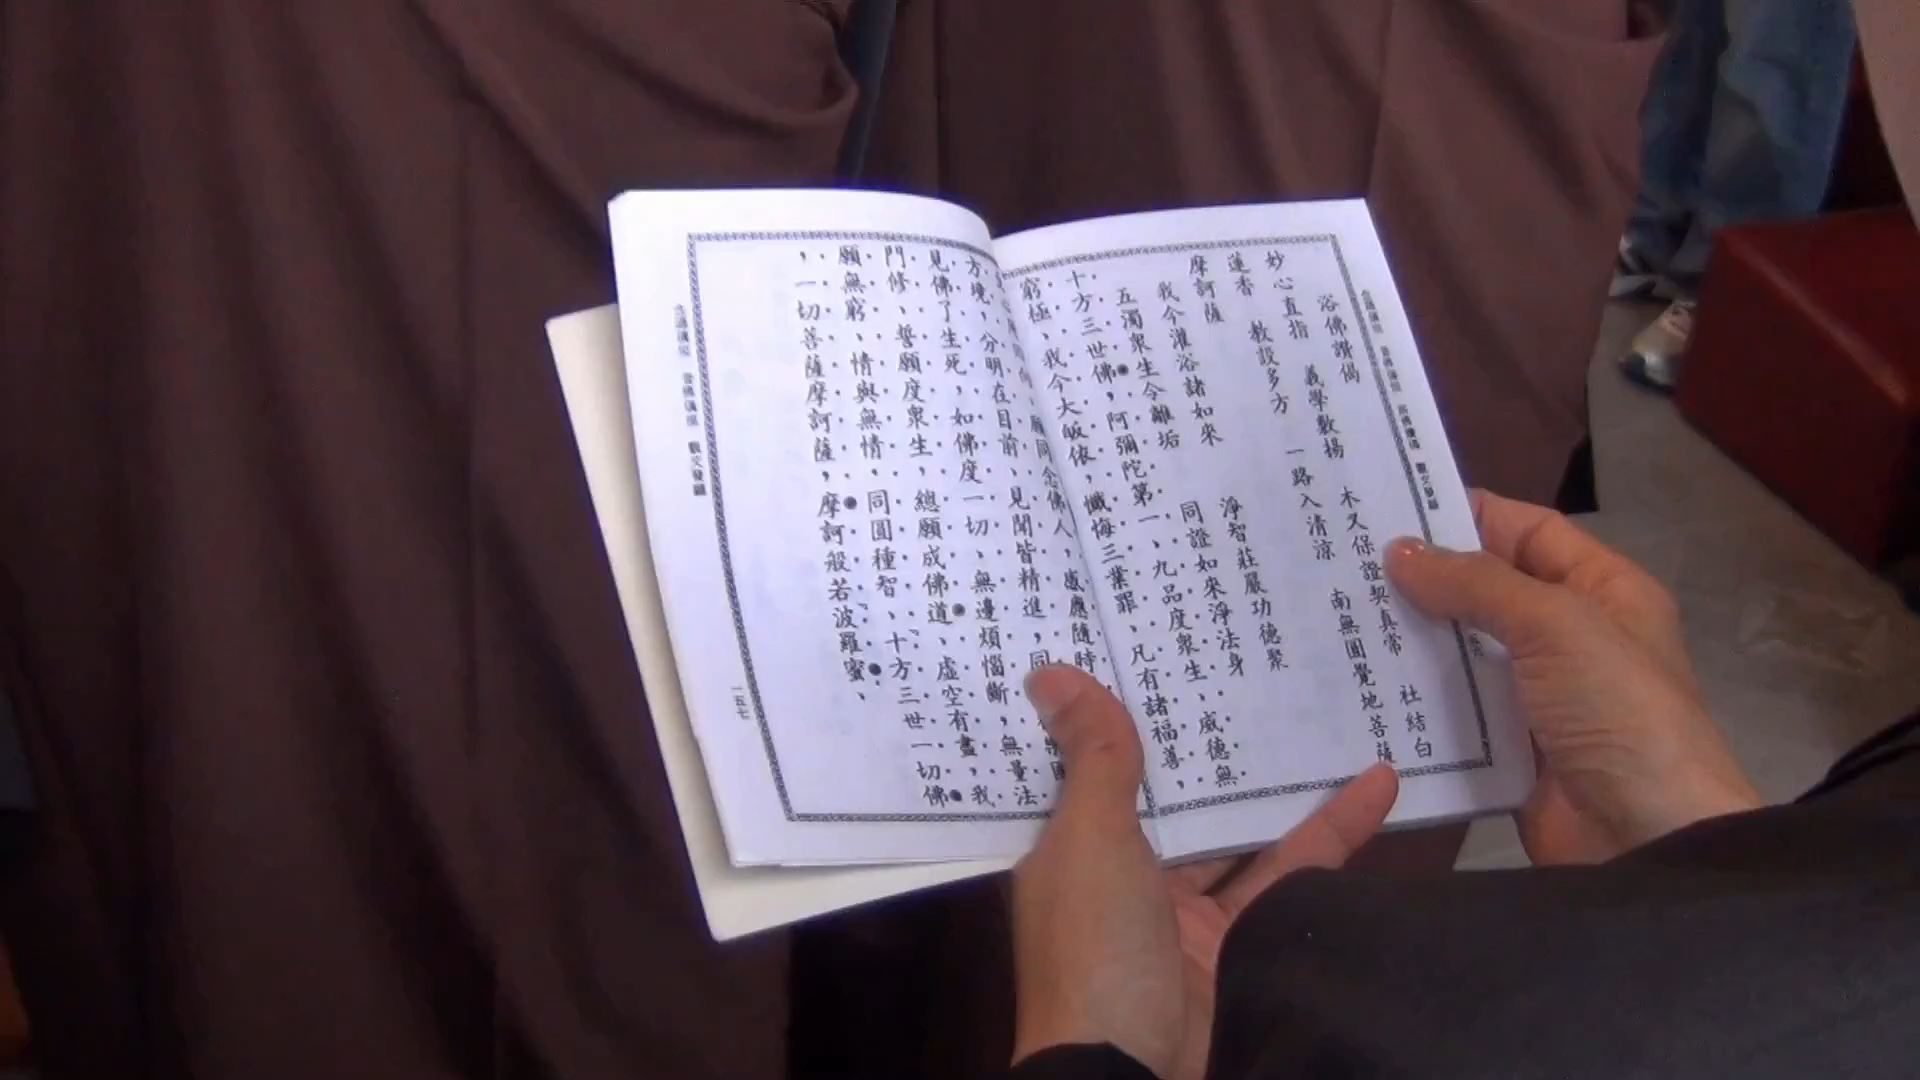 浴佛讚偈
妙心直指　義學敷揚　木又保證契真常　社結白
蓮香　教設多方　一路入清涼　南無圓覺地菩薩
摩訶薩
我今灌浴諸如來　淨智莊嚴功德聚
五濁眾生令離垢　同證如來淨法身
十方三世佛，阿彌陀第一、九品度眾生、威德無
窮極、我今大皈依，懺悔三業罪、凡有諸福善，
願同念佛人，感應隨時
方境，分明在目前、見聞皆精進，同
見佛了生死，如佛度一切、無邊煩惱斷，無量法
門修、誓願度眾生，總願成佛道、虛空有盡，我
願無窮、情與無情，同圓種智、十方三世一切佛
，一切菩薩摩訶薩，摩訶般若波羅蜜、
一五七